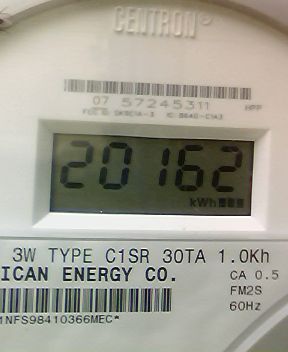 CENTRON®
07 57245311 APP
20162
kWh
3W TYPE C1SR 30TA 1.0Kh
ICAN ENERGY CO.
CA 0.5
FM2S
60Hz
1NFS98410366MEC*